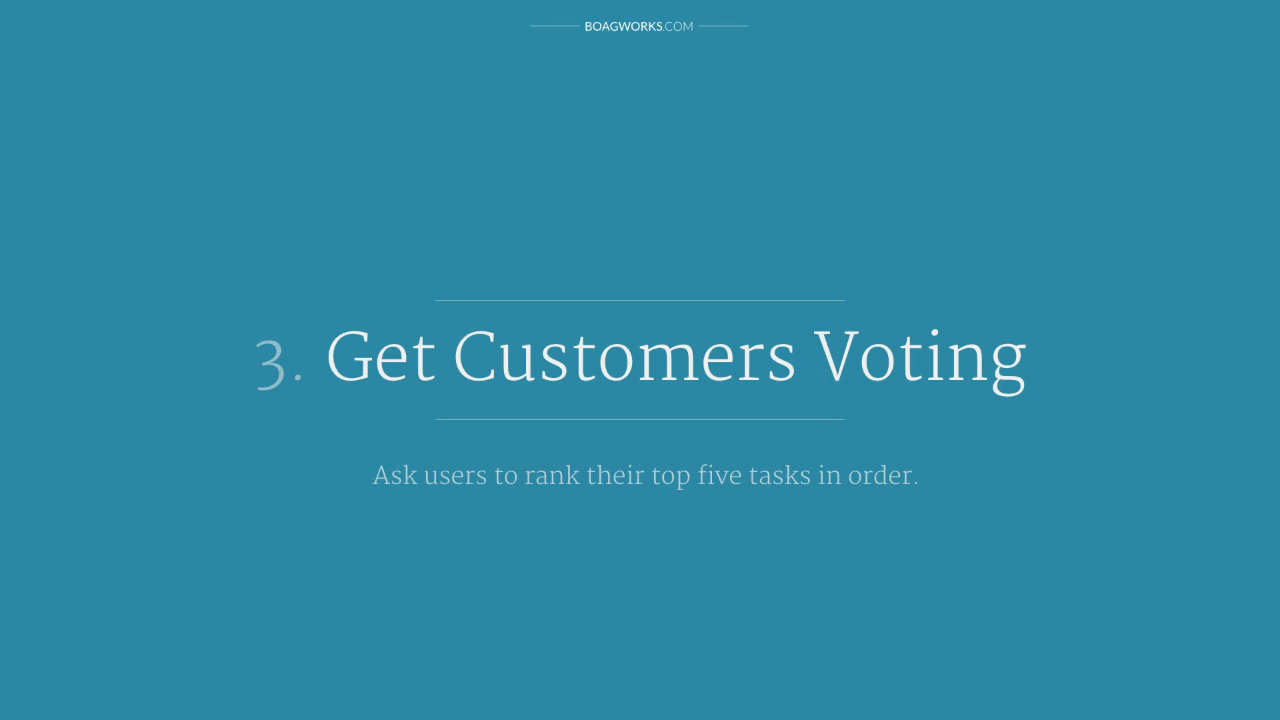 BOAGWORKS.COM
3. Get Customers Voting
Ask users to rank their top five tasks in order.